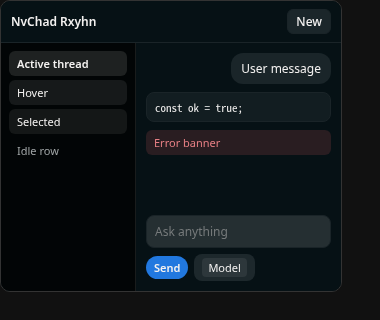 NvChad Rxyhn
New
Active thread
Hover
Selected
Idle row
User message
const ok = true;
Error banner
Ask anything
Send
Model